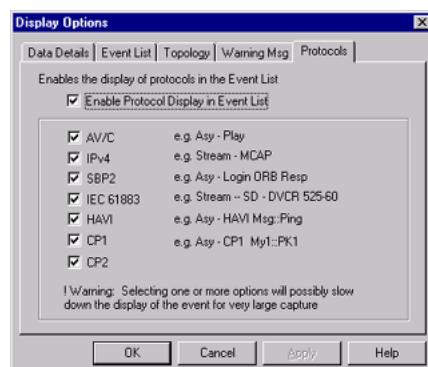 Display Options
Data Details Event List Topology Warning Msg Protocols
Enables the display of protocols in the Event List
Enable Protocol Display in Event List
AV/C e.g. Asy - Play
IPv4 e.g. Stream - MCAP
SBP2 e.g. Asy - Login ORB Resp
IEC 61883 e.g. Stream -- SD - DVCR 525-60
HAVI e.g. Asy - HAVI Msg::Ping
CP1 e.g. Asy - CP1 My1::PK1
CP2
! Warning: Selecting one or more options will possibly slow
down the display of the event for very large capture
OK Cancel Apply Help